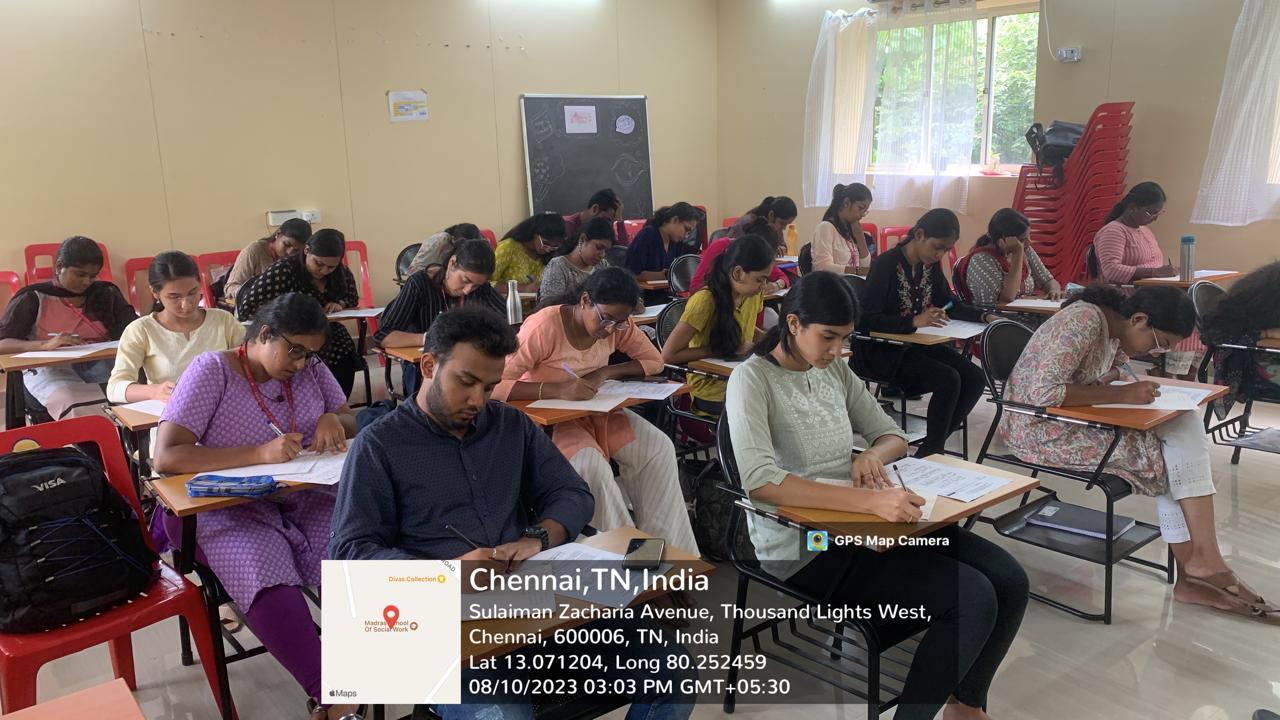 VISA
GPS Map Camera
ROAD
Divas Collection
Madras School
Of Social Work
Maps
Chennai,TN,India
Sulaiman Zacharia Avenue, Thousand Lights West,
Chennai, 600006, TN, India
Lat 13.071204, Long 80.252459
08/10/2023 03:03 PM GMT+05:30